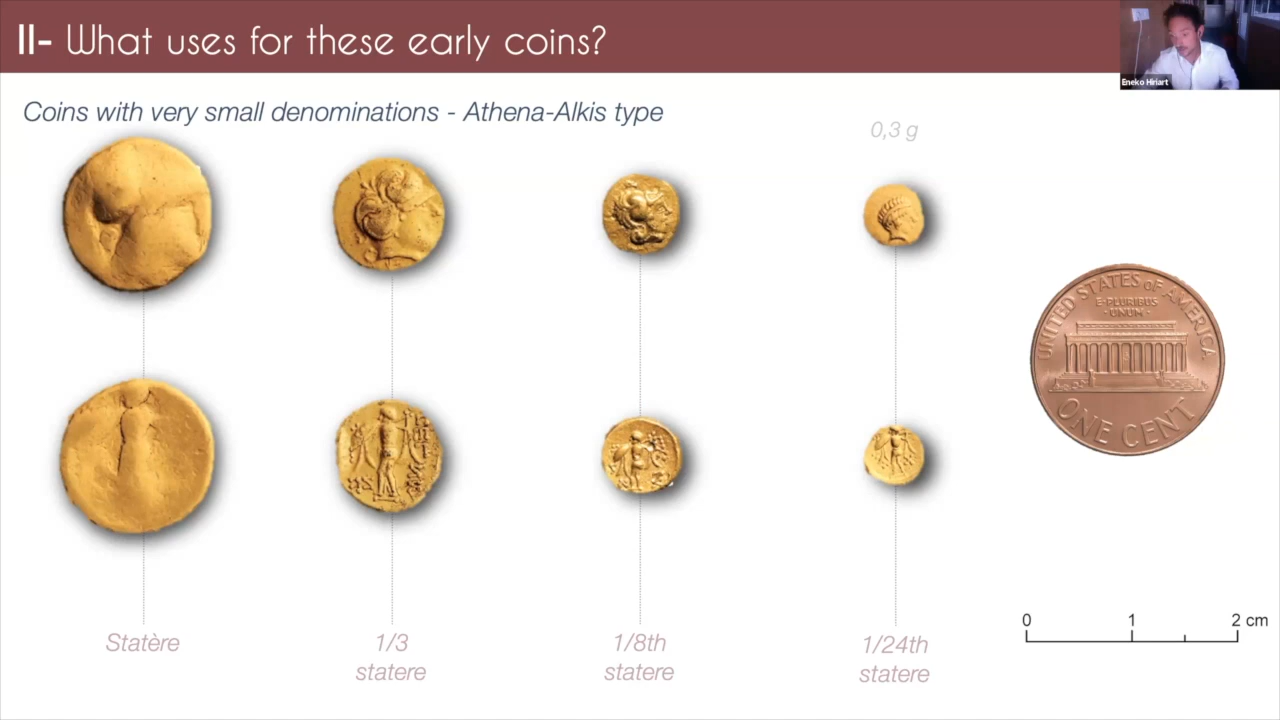 II- What uses for these early coins?
Eneko Hiriart
Coins with very small denominations - Athena-Alkis type
0,3 g
UNITED STATES OF AMERICA
E·PLURIBUS
·UNUM·
ONE CENT
0 1 2 cm
Statère
1/3
statere
1/8th
statere
1/24th
statere